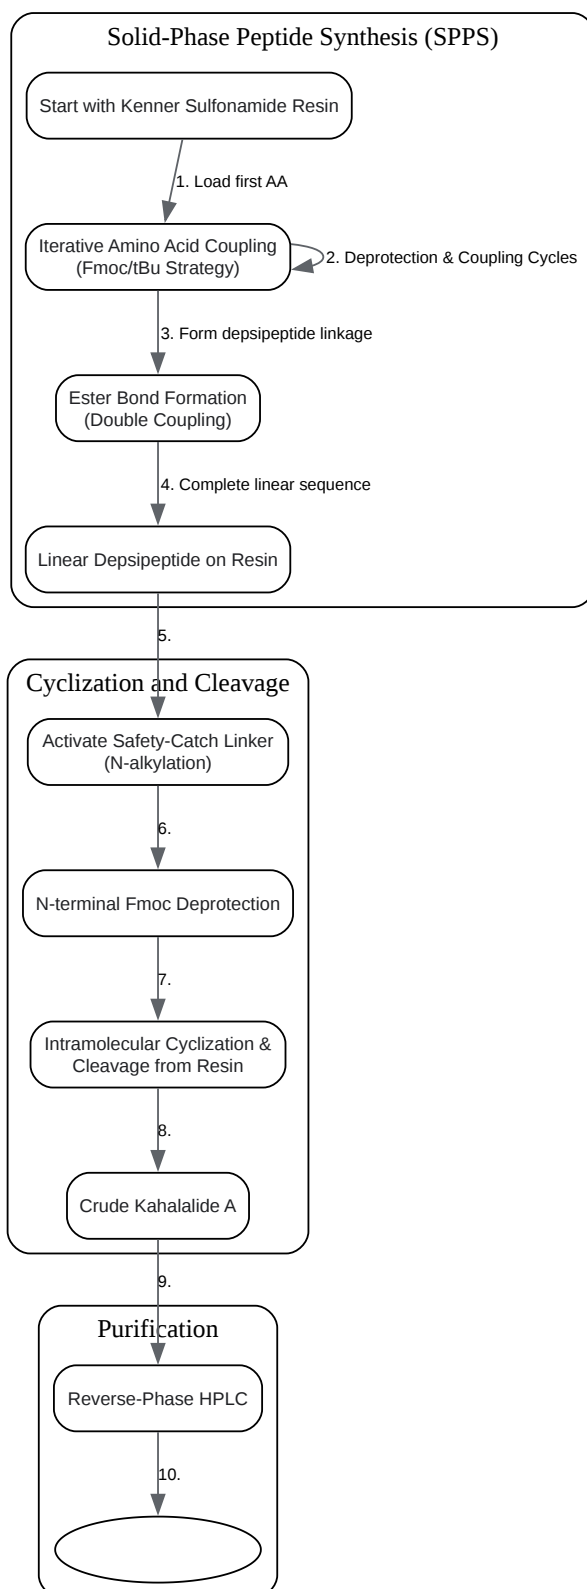 Solid-Phase Peptide Synthesis (SPPS)
Start with Kenner Sulfonamide Resin
1. Load first AA
Iterative Amino Acid Coupling
(Fmoc/tBu Strategy)
2. Deprotection & Coupling Cycles
3. Form depsipeptide linkage
Ester Bond Formation
(Double Coupling)
4. Complete linear sequence
Linear Depsipeptide on Resin
5.
Cyclization and Cleavage
Activate Safety-Catch Linker
(N-alkylation)
6.
N-terminal Fmoc Deprotection
7.
Intramolecular Cyclization &
Cleavage from Resin
8.
Crude Kahalalide A
9.
Purification
Reverse-Phase HPLC
10.